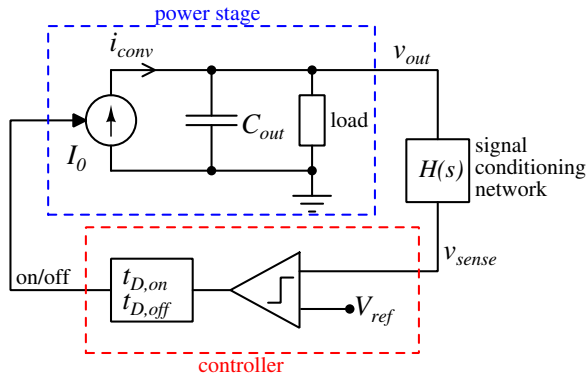 power stage
i_conv
v_out
I_0
C_out
load
H(s)
signal
conditioning
network
v_sense
on/off
t_D,on
t_D,off
V_ref
controller